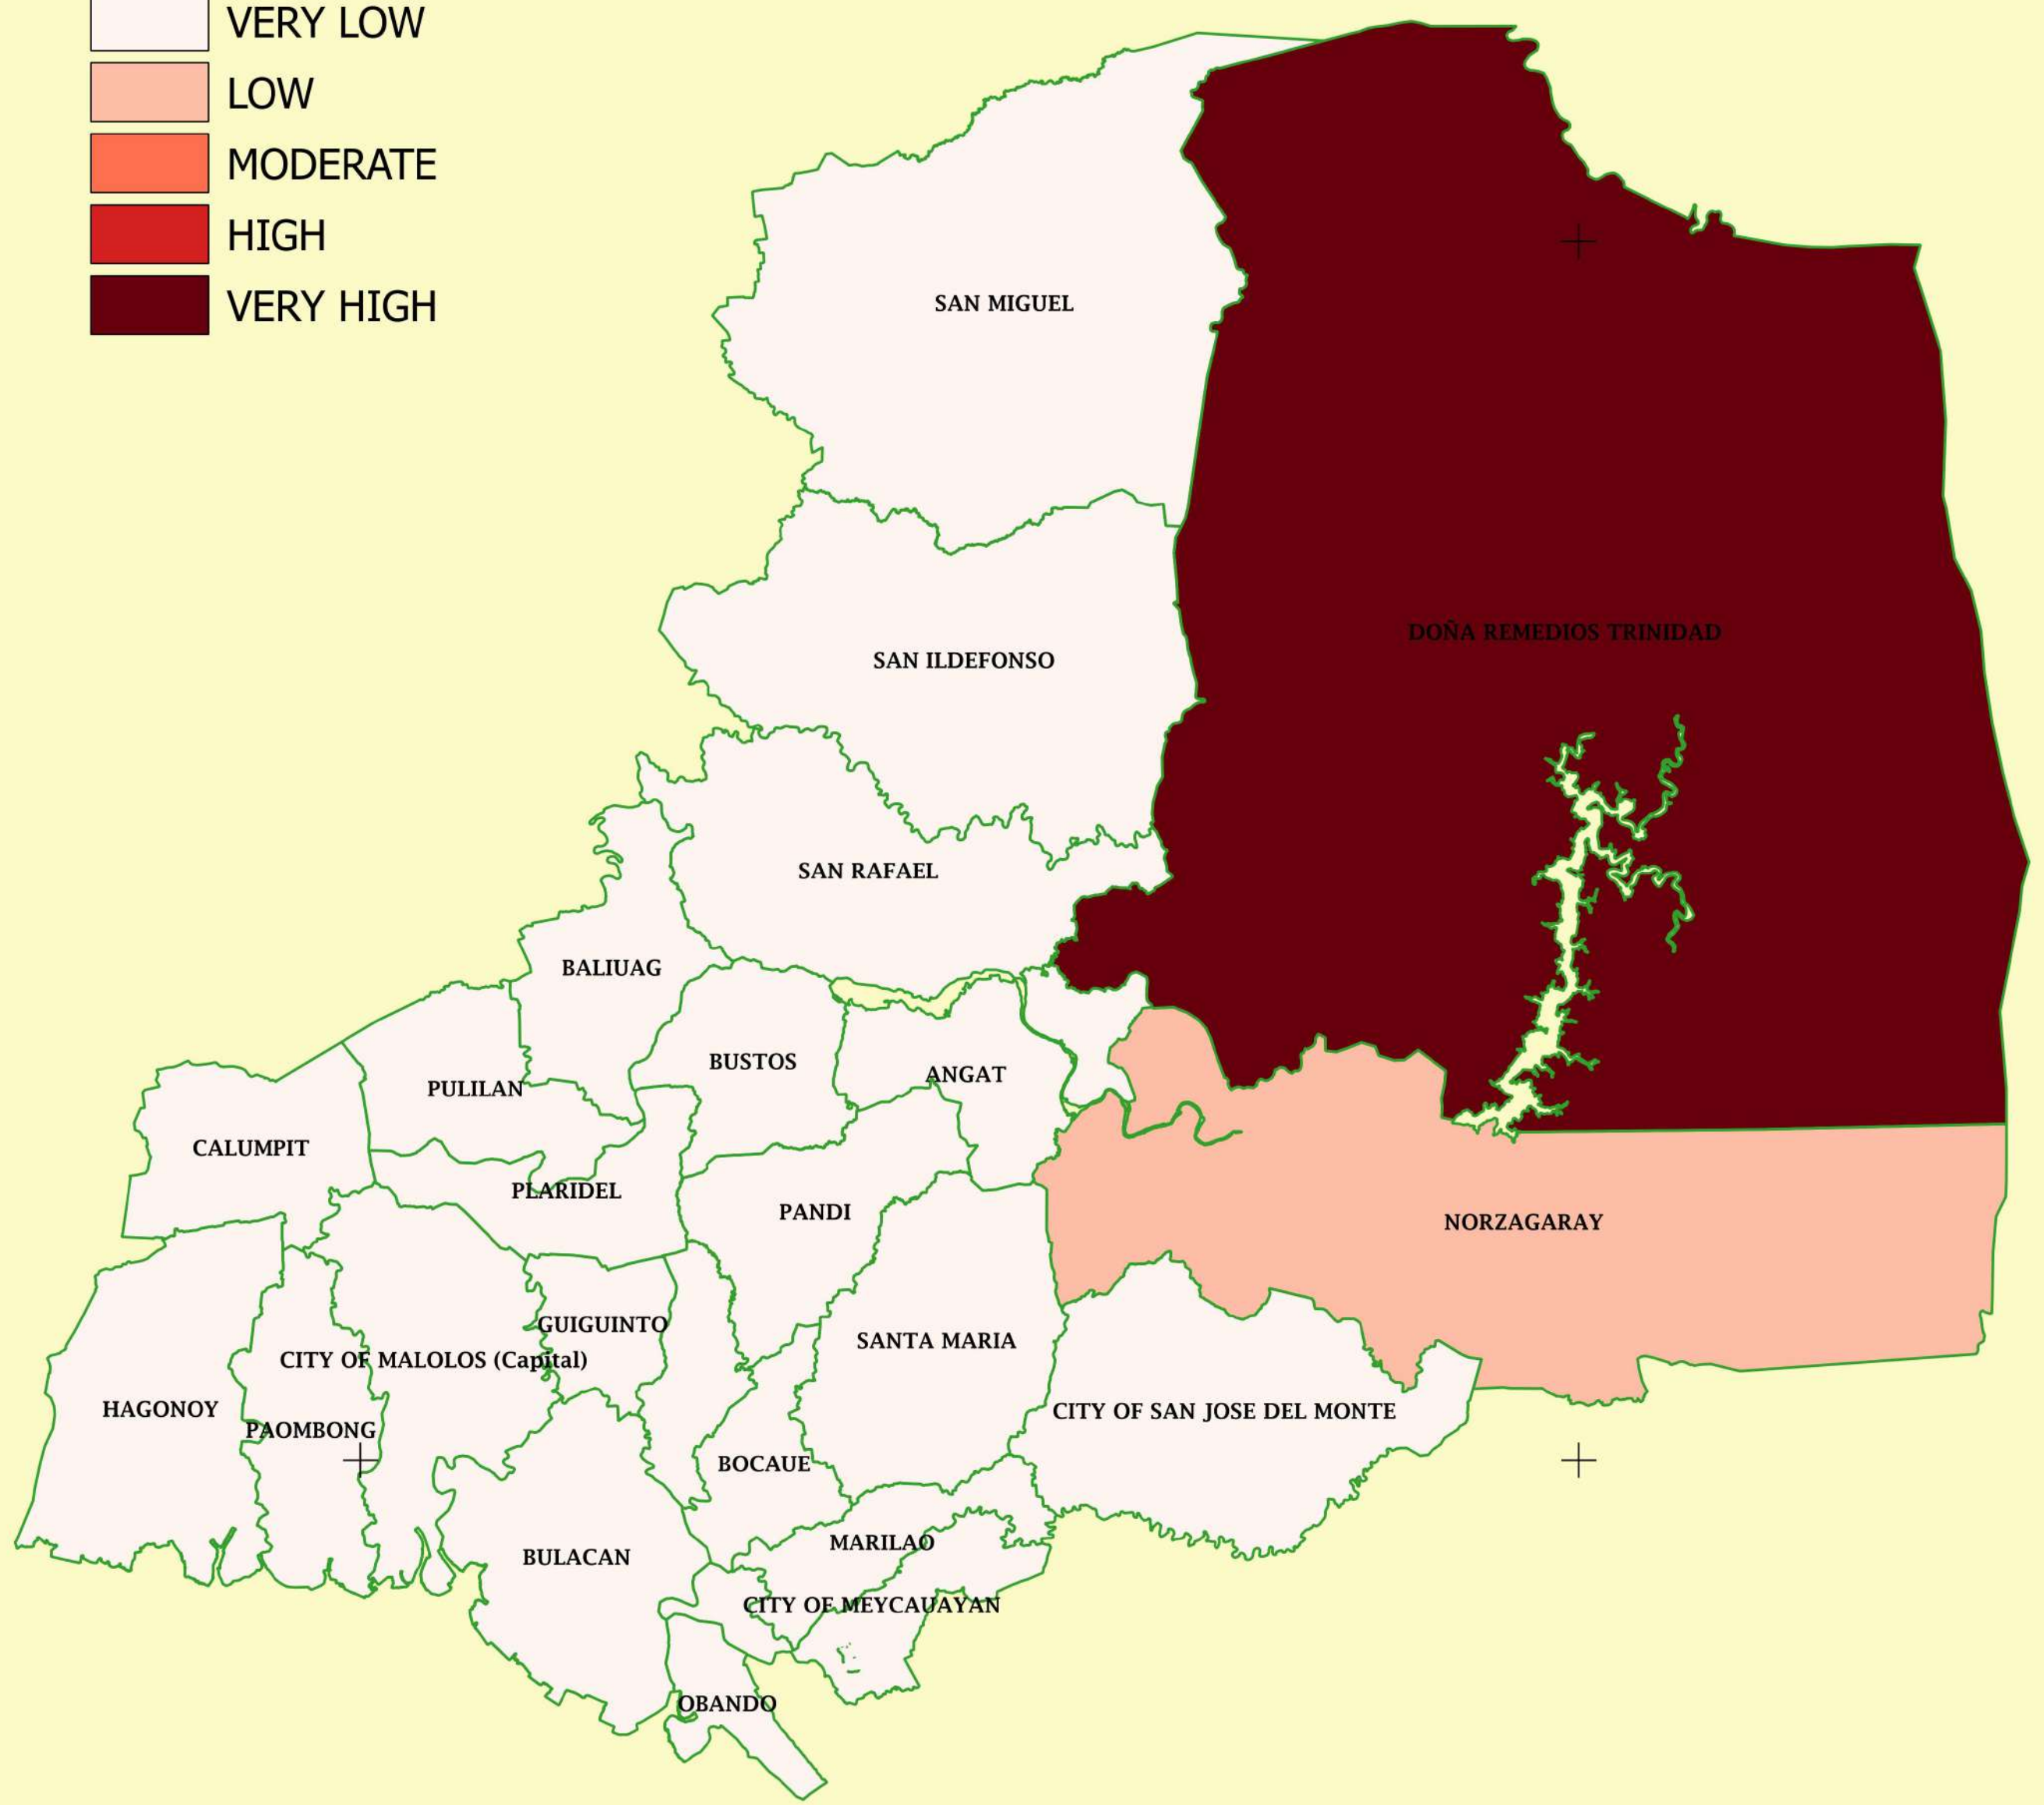 VERY LOW
LOW
MODERATE
HIGH
VERY HIGH
SAN MIGUEL
DOÑA REMEDIOS TRINIDAD
SAN ILDEFONSO
SAN RAFAEL
BALIUAG
BUSTOS
ANGAT
PULILAN
CALUMPIT
PLARIDEL
PANDI
NORZAGARAY
GUIGUINTO
SANTA MARIA
CITY OF MALOLOS (Capital)
HAGONOY
CITY OF SAN JOSE DEL MONTE
PAOMBONG
BOCAUE
MARILAO
BULACAN
CITY OF MEYCAUAYAN
OBANDO